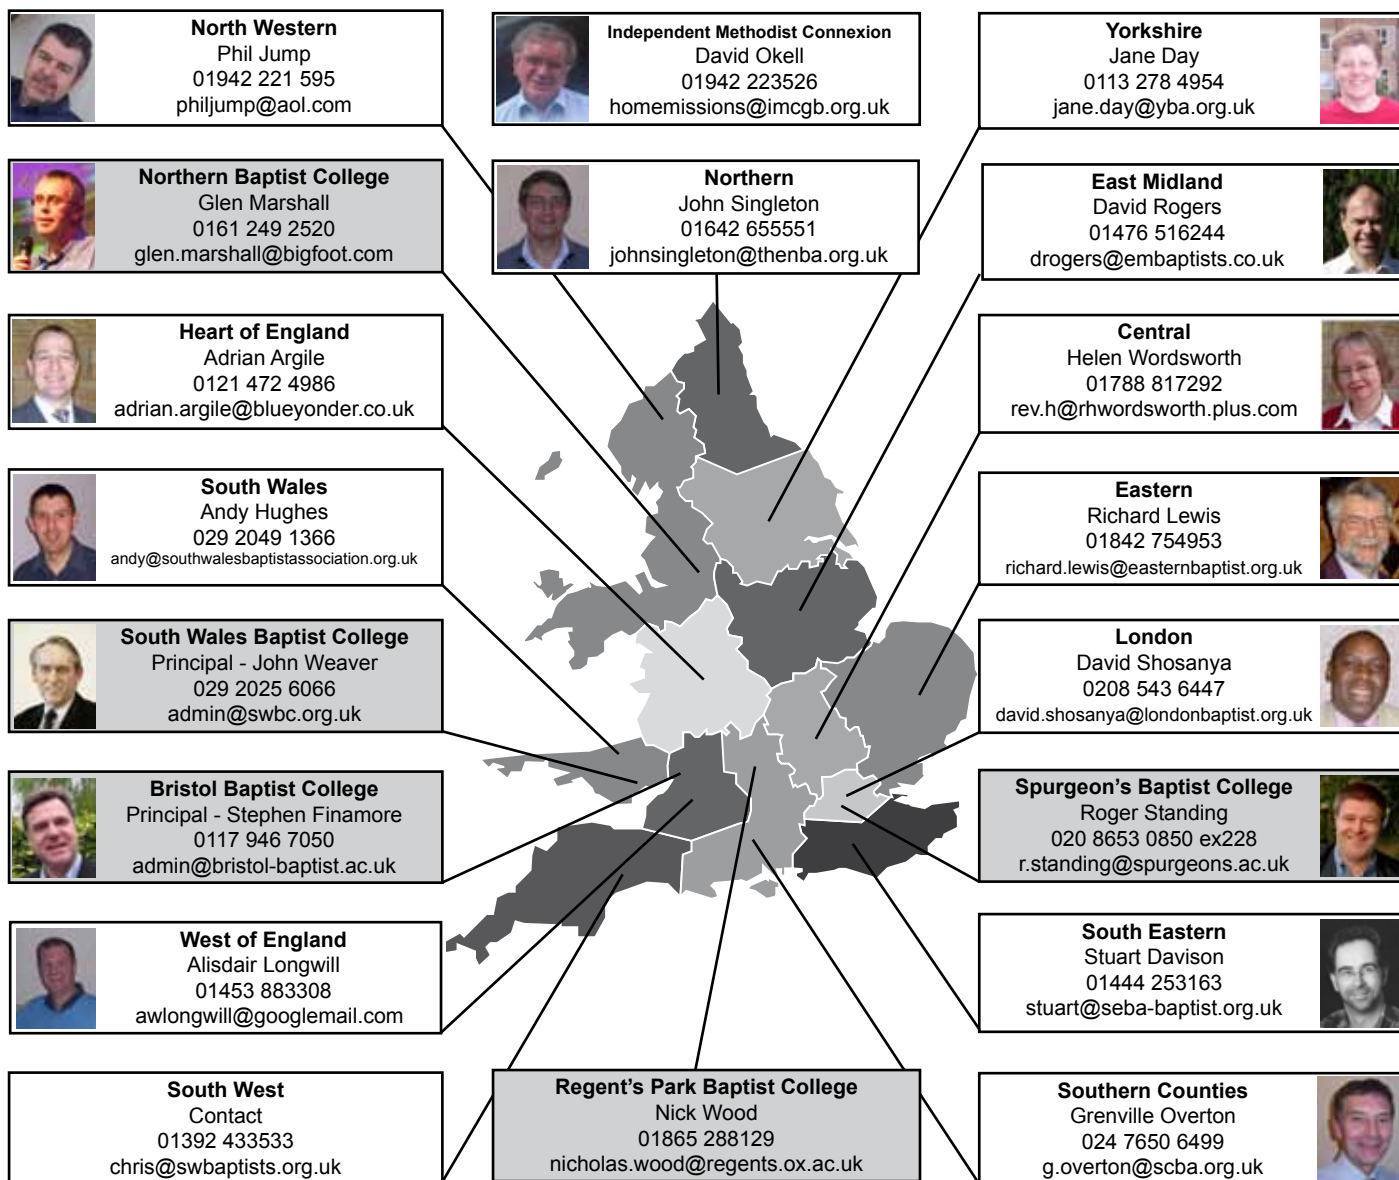 North Western
Phil Jump
01942 221 595
philjump@aol.com
Independent Methodist Connexion
David Okell
01942 223526
homemissions@imcgb.org.uk
Yorkshire
Jane Day
0113 278 4954
jane.day@yba.org.uk
Northern Baptist College
Glen Marshall
0161 249 2520
glen.marshall@bigfoot.com
Northern
John Singleton
01642 655551
johnsingleton@thenba.org.uk
East Midland
David Rogers
01476 516244
drogers@embaptists.co.uk
Heart of England
Adrian Argile
0121 472 4986
adrian.argile@blueyonder.co.uk
Central
Helen Wordsworth
01788 817292
rev.h@rhwordsworth.plus.com
South Wales
Andy Hughes
029 2049 1366
andy@southwalesbaptistassociation.org.uk
Eastern
Richard Lewis
01842 754953
richard.lewis@easternbaptist.org.uk
South Wales Baptist College
Principal - John Weaver
029 2025 6066
admin@swbc.org.uk
London
David Shosanya
0208 543 6447
david.shosanya@londonbaptist.org.uk
Bristol Baptist College
Principal - Stephen Finamore
0117 946 7050
admin@bristol-baptist.ac.uk
Spurgeon's Baptist College
Roger Standing
020 8653 0850 ex228
r.standing@spurgeons.ac.uk
West of England
Alisdair Longwill
01453 883308
awlongwill@googlemail.com
South Eastern
Stuart Davison
01444 253163
stuart@seba-baptist.org.uk
South West
Contact
01392 433533
chris@swbaptists.org.uk
Regent's Park Baptist College
Nick Wood
01865 288129
nicholas.wood@regents.ox.ac.uk
Southern Counties
Grenville Overton
024 7650 6499
g.overton@scba.org.uk